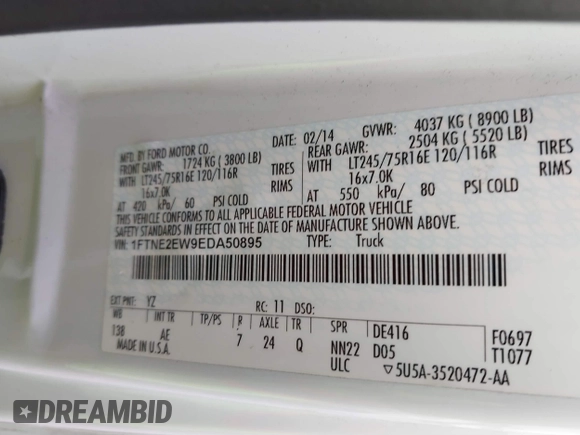 MFD. BY FORD MOTOR CO.
DATE: 02/14 GVWR: 4037 KG ( 8900 LB)
FRONT GAWR: 1724 KG ( 3800 LB) REAR GAWR: 2504 KG ( 5520 LB)
WITH LT245/75R16E 120/116R TIRES WITH LT245/75R16E 120/116R TIRES
16x7.0K RIMS 16x7.0K RIMS
AT 420 kPa/ 60 PSI COLD AT 550 kPa/ 80 PSI COLD
THIS VEHICLE CONFORMS TO ALL APPLICABLE FEDERAL MOTOR VEHICLE
SAFETY STANDARDS IN EFFECT ON THE DATE OF MANUFACTURE SHOWN ABOVE.
VIN: 1FTNE2EW9EDA50895 TYPE: Truck
EXT PNT: YZ RC: 11 DSO:
WB INT TR TP/PS R AXLE TR SPR DE416 F0697
138 AE 7 24 Q NN22 D05 T1077
MADE IN U.S.A. ULC ▽5U5A-3520472-AA
DREAMBID